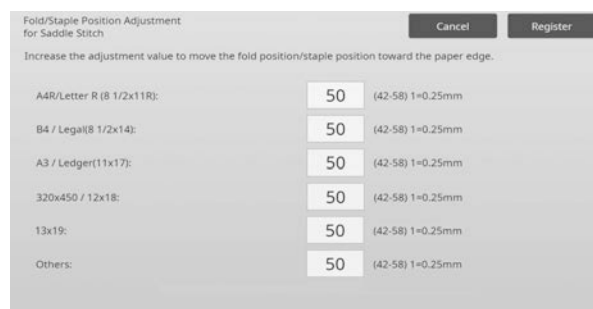 Fold/Staple Position Adjustment
for Saddle Stitch
Cancel
Register
Increase the adjustment value to move the fold position/staple position toward the paper edge.
A4R/Letter R (8 1/2x11R): 50 (42-58) 1=0.25mm
B4 / Legal(8 1/2x14): 50 (42-58) 1=0.25mm
A3 / Ledger(11x17): 50 (42-58) 1=0.25mm
320x450 / 12x18: 50 (42-58) 1=0.25mm
13x19: 50 (42-58) 1=0.25mm
Others: 50 (42-58) 1=0.25mm